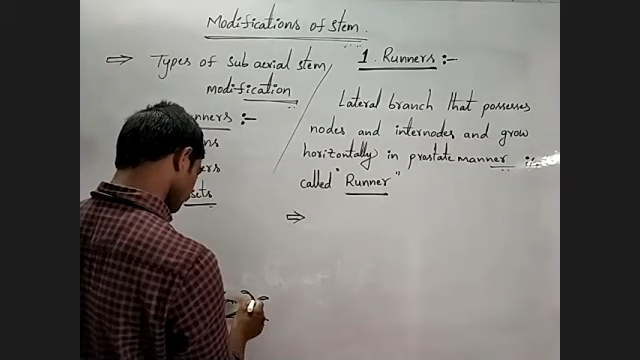 Modifications of stem.
⇒ Types of Sub aerial stem
modification
sets
1. Runners :-
Lateral branch that possesses
nodes and internodes and grow
horizontally in prostate manner is
called "Runner"
⇒